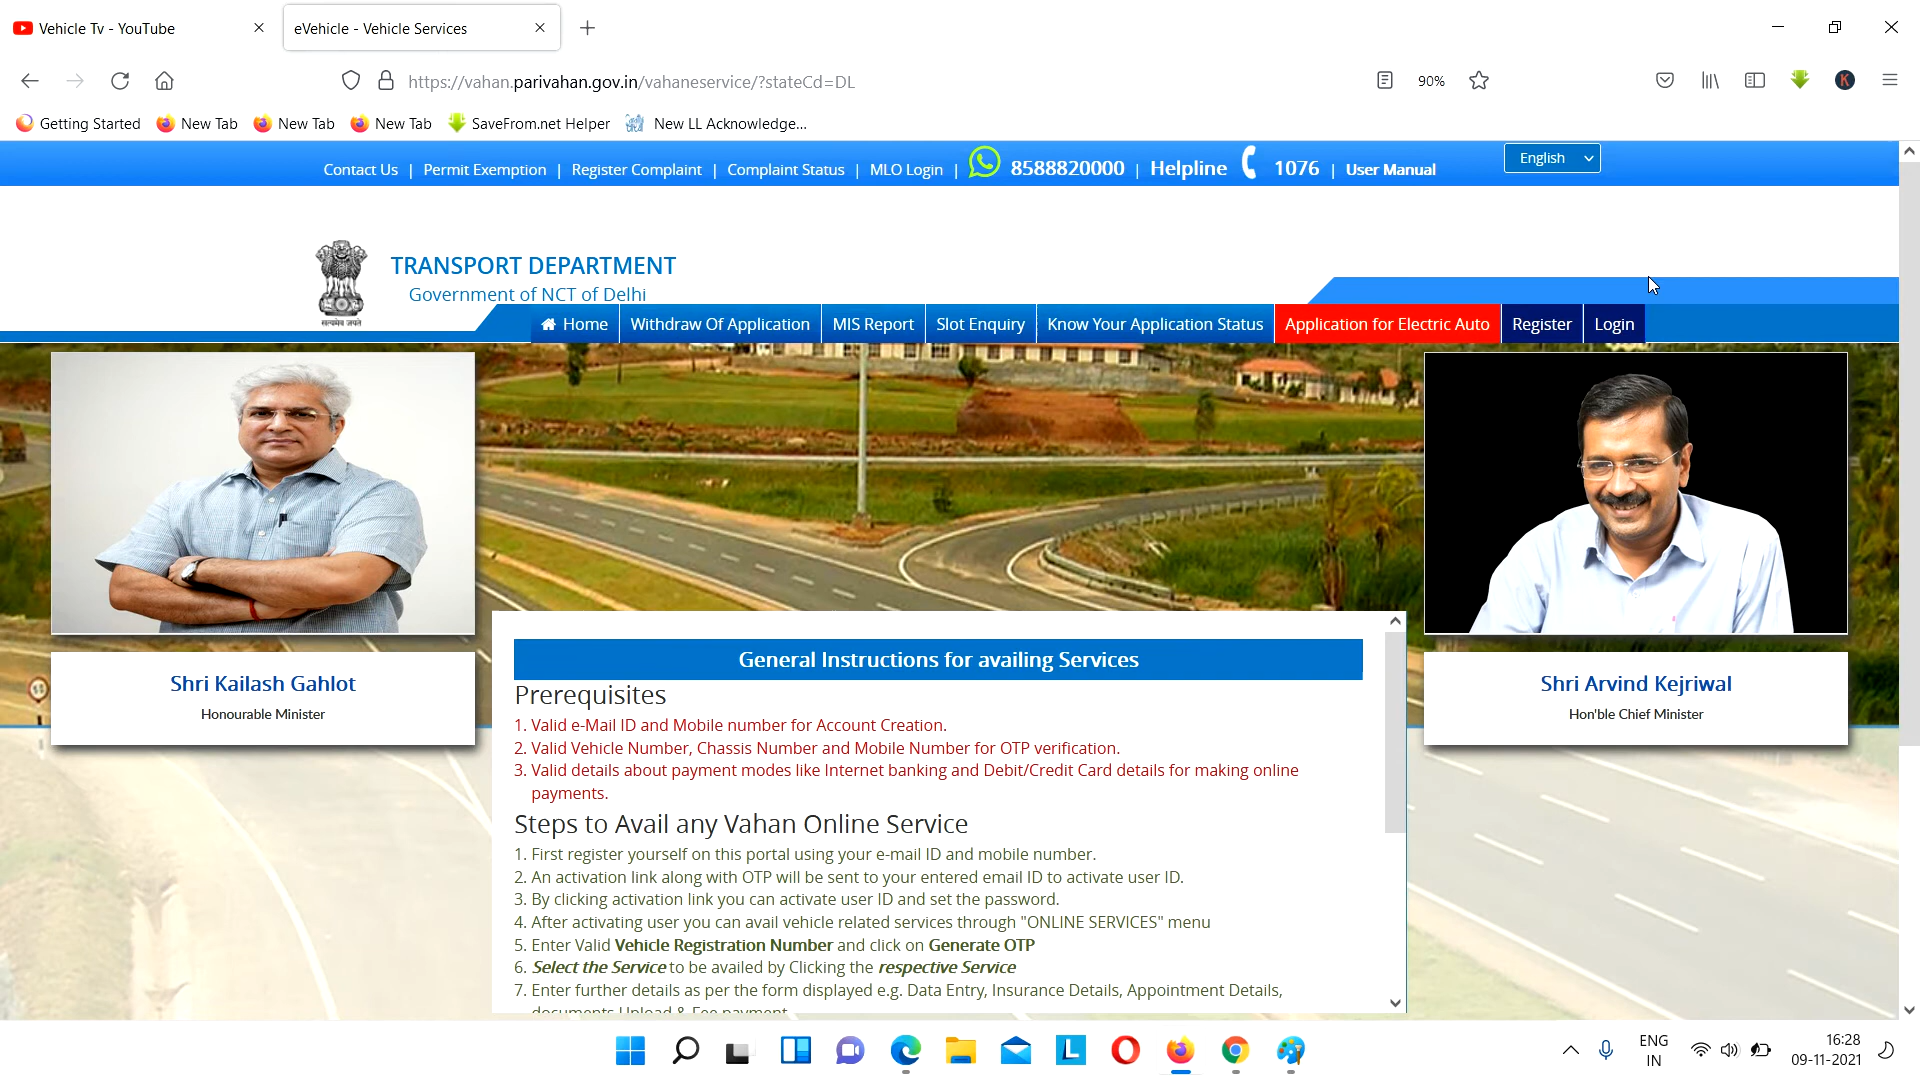 Vehicle Tv - YouTube
eVehicle - Vehicle Services
https://vahan.parivahan.gov.in/vahaneservice/?stateCd=DL
90%
K
Getting Started New Tab New Tab New Tab SaveFrom.net Helper New LL Acknowledge...
Contact Us | Permit Exemption | Register Complaint | Complaint Status | MLO Login | 8588820000 | Helpline 1076 | User Manual
English
सत्यमेव जयते
TRANSPORT DEPARTMENT
Government of NCT of Delhi
Home Withdraw Of Application MIS Report Slot Enquiry Know Your Application Status Application for Electric Auto Register Login
Shri Kailash Gahlot
Honourable Minister
General Instructions for availing Services
Prerequisites
1. Valid e-Mail ID and Mobile number for Account Creation.
2. Valid Vehicle Number, Chassis Number and Mobile Number for OTP verification.
3. Valid details about payment modes like Internet banking and Debit/Credit Card details for making online
payments.
Steps to Avail any Vahan Online Service
1. First register yourself on this portal using your e-mail ID and mobile number.
2. An activation link along with OTP will be sent to your entered email ID to activate user ID.
3. By clicking activation link you can activate user ID and set the password.
4. After activating user you can avail vehicle related services through "ONLINE SERVICES" menu
5. Enter Valid Vehicle Registration Number and click on Generate OTP
6. Select the Service to be availed by Clicking the respective Service
7. Enter further details as per the form displayed e.g. Data Entry, Insurance Details, Appointment Details,
documents Upload & Fee payment
Shri Arvind Kejriwal
Hon'ble Chief Minister
L
ENG
IN
16:28
09-11-2021